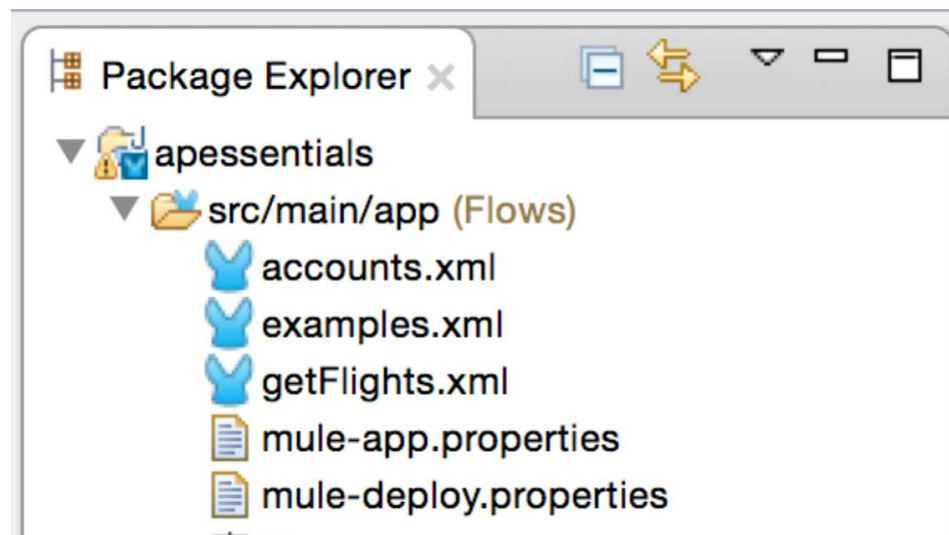 Package Explorer
apessentials
src/main/app (Flows)
accounts.xml
examples.xml
getFlights.xml
mule-app.properties
mule-deploy.properties